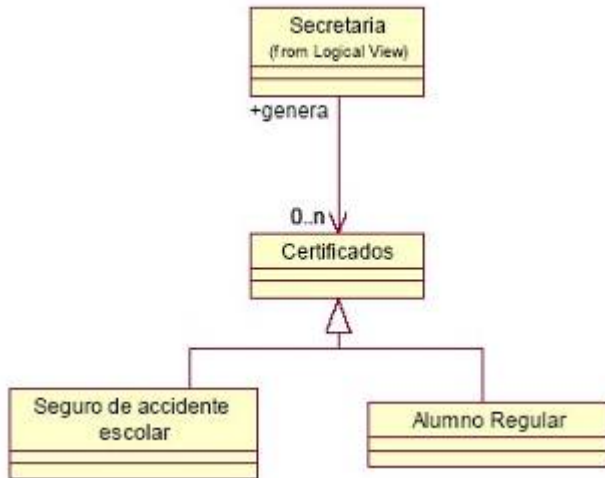 Secretaria
(from Logical View)
+genera
0..n
Certificados
Seguro de accidente
escolar
Alumno Regular